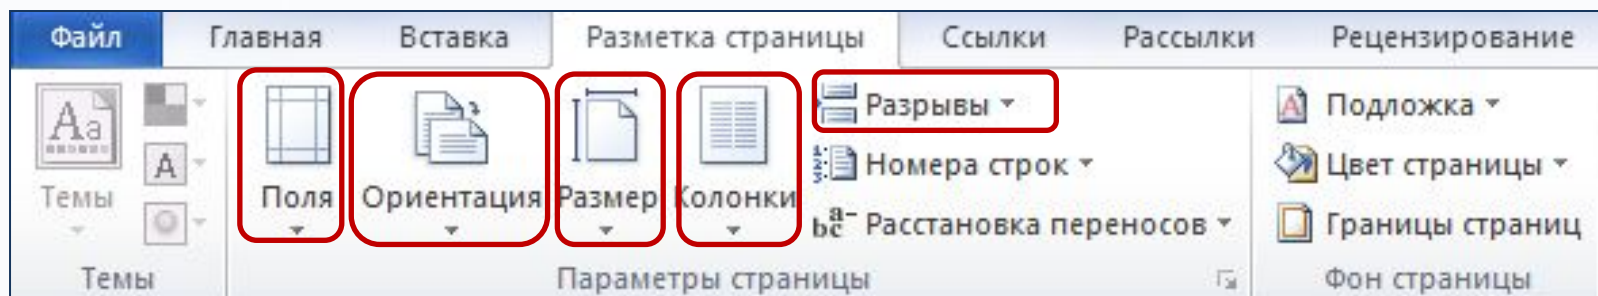 Файл Главная Вставка Разметка страницы Ссылки Рассылки Рецензирование
Темы
Поля
Ориентация
Размер
Колонки
Разрывы
Номера строк
Расстановка переносов
Подложка
Цвет страницы
Границы страниц
Темы Параметры страницы Фон страницы